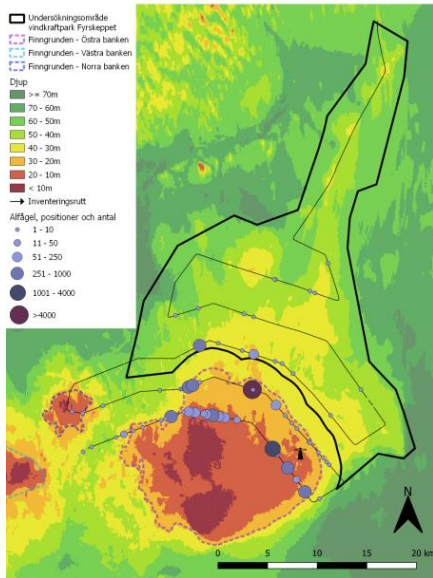 Undersökningsområde
vindkraftpark Fyrskeppet
Finngrunden - Östra banken
Finngrunden - Västra banken
Finngrunden - Norra banken
Djup
>= 70m
60 - 70m
50 - 60m
40 - 50m
30 - 40m
20 - 30m
10 - 20m
< 10m
Inventeringsrutt
Alfågel, positioner och antal
1 - 10
11 - 50
51 - 250
251 - 1000
1001 - 4000
>4000
N
0 5 10 15 20 km